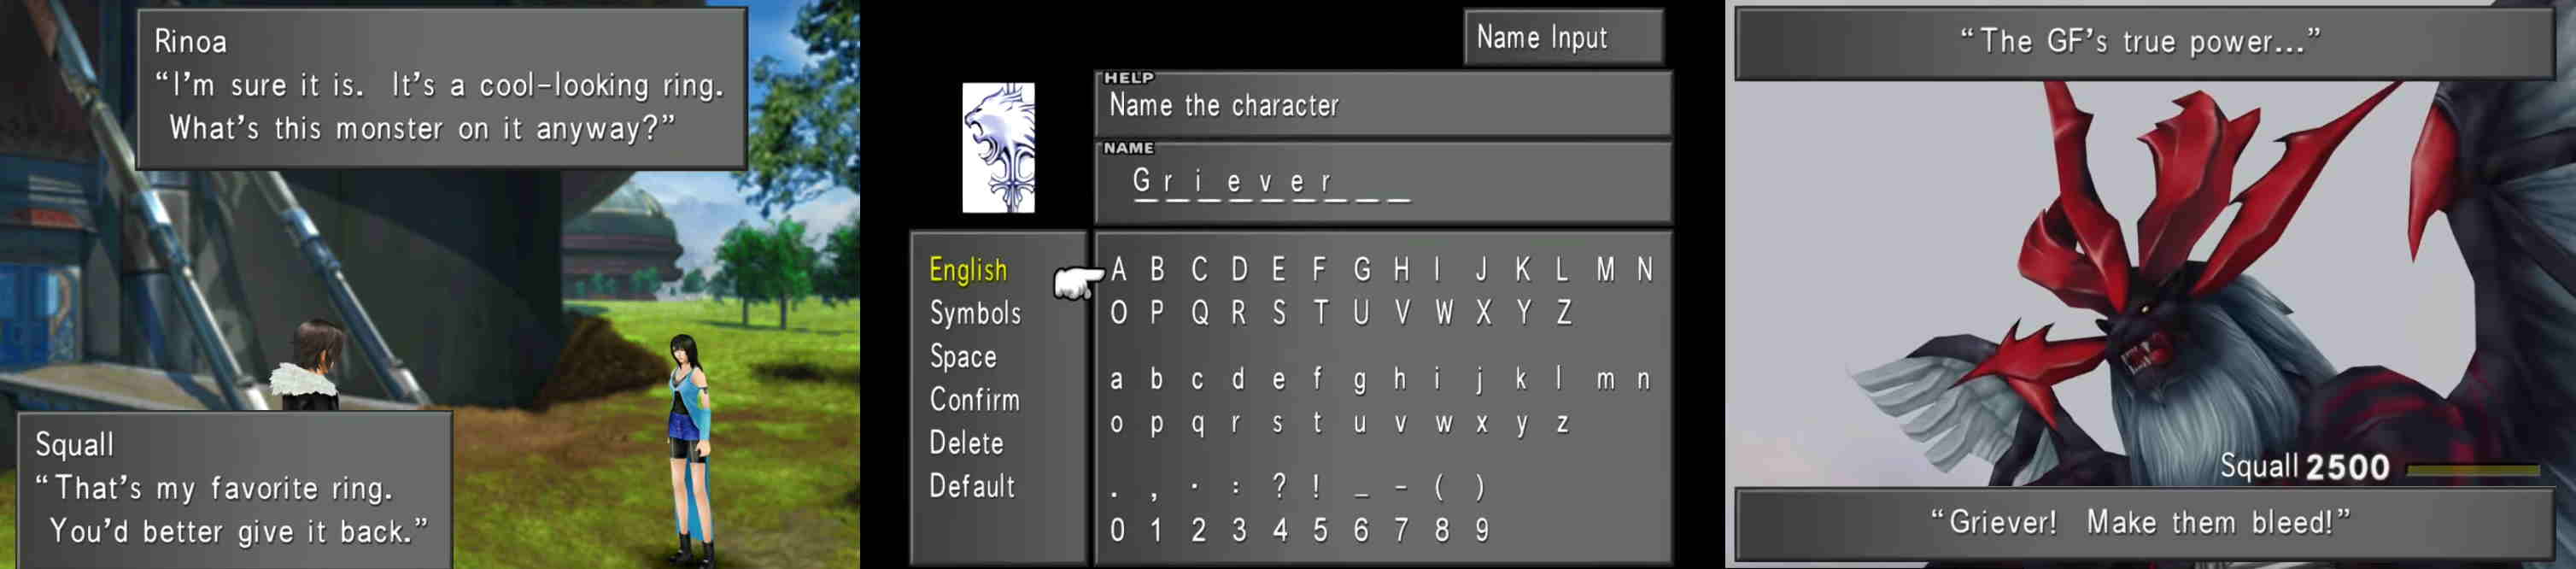 Rinoa
“I'm sure it is. It's a cool-looking ring.
What's this monster on it anyway?”
Squall
“That's my favorite ring.
You'd better give it back.”
Name Input
HELP
Name the character
NAME
Griever
English
Symbols
Space
Confirm
Delete
Default
A B C D E F G H I J K L M N
O P Q R S T U V W X Y Z
a b c d e f g h i j k l m n
o p q r s t u v w x y z
. , · : ? ! _ - ( )
0 1 2 3 4 5 6 7 8 9
“The GF's true power...”
Squall 2500
“Griever! Make them bleed!”